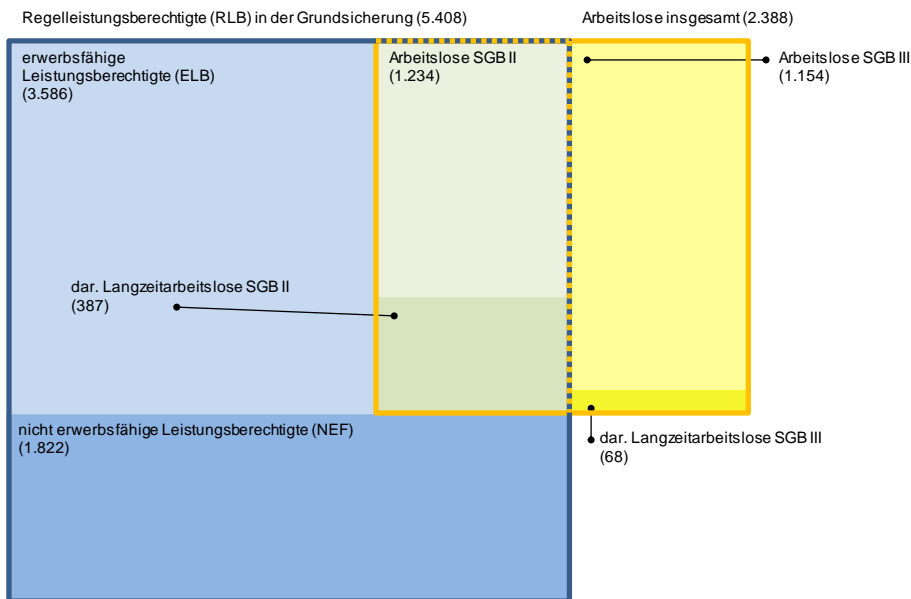 Regelleistungsberechtigte (RLB) in der Grundsicherung (5.408)
Arbeitslose insgesamt (2.388)
erwerbsfähige
Leistungsberechtigte (ELB)
(3.586)
Arbeitslose SGB II
(1.234)
Arbeitslose SGB III
(1.154)
dar. Langzeitarbeitslose SGB II
(387)
nicht erwerbsfähige Leistungsberechtigte (NEF)
(1.822)
dar. Langzeitarbeitslose SGB III
(68)